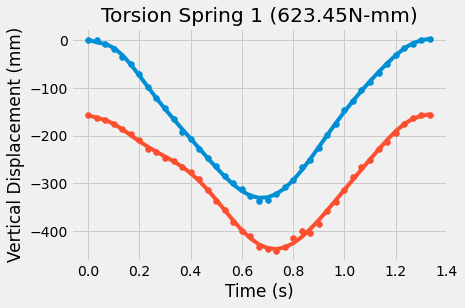 Torsion Spring 1 (623.45N-mm)
Vertical Displacement (mm)
0
−100
−200
−300
−400
0.0 0.2 0.4 0.6 0.8 1.0 1.2 1.4
Time (s)